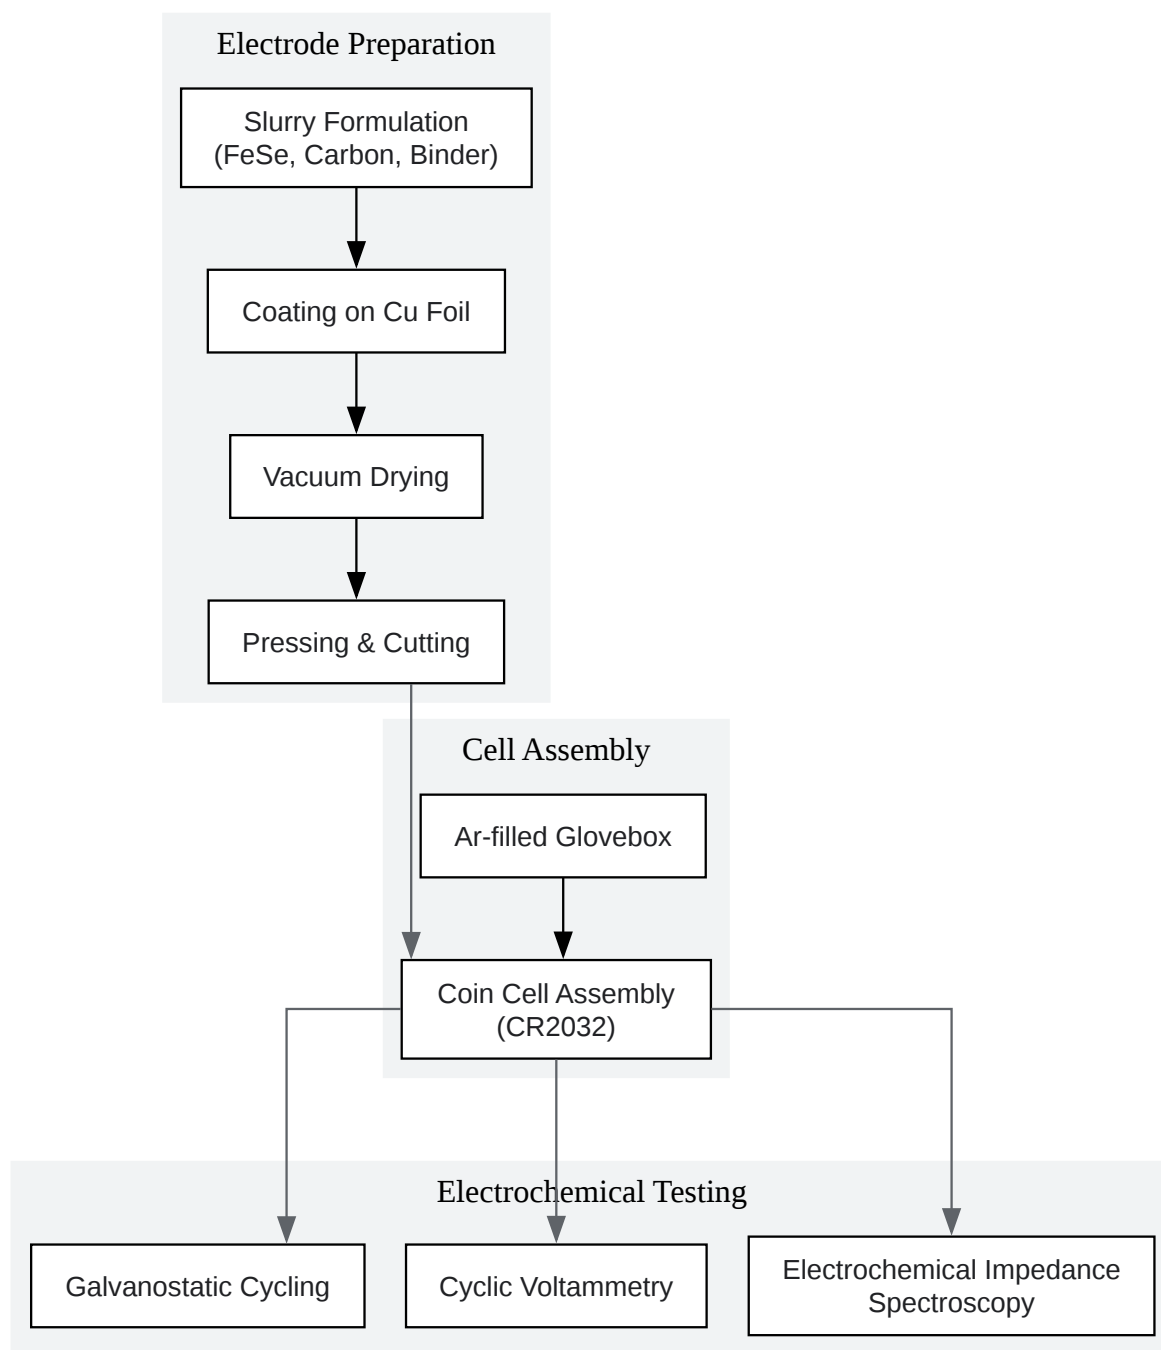 Electrode Preparation
Slurry Formulation
(FeSe, Carbon, Binder)
Coating on Cu Foil
Vacuum Drying
Pressing & Cutting
Cell Assembly
Ar-filled Glovebox
Coin Cell Assembly
(CR2032)
Electrochemical Testing
Galvanostatic Cycling
Cyclic Voltammetry
Electrochemical Impedance
Spectroscopy